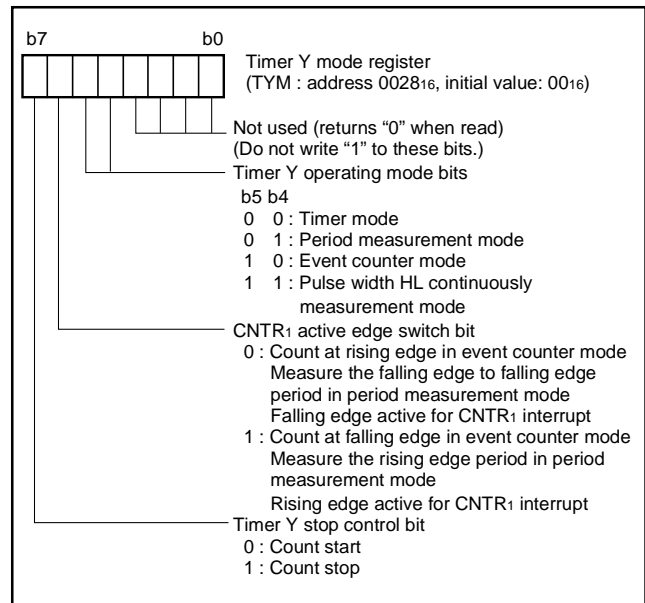 b7 b0
Timer Y mode register
(TYM : address 002816, initial value: 0016)
Not used (returns “0” when read)
(Do not write “1” to these bits.)
Timer Y operating mode bits
b5 b4
0 0 : Timer mode
0 1 : Period measurement mode
1 0 : Event counter mode
1 1 : Pulse width HL continuously
measurement mode
CNTR1 active edge switch bit
0 : Count at rising edge in event counter mode
Measure the falling edge to falling edge
period in period measurement mode
Falling edge active for CNTR1 interrupt
1 : Count at falling edge in event counter mode
Measure the rising edge period in period
measurement mode
Rising edge active for CNTR1 interrupt
Timer Y stop control bit
0 : Count start
1 : Count stop